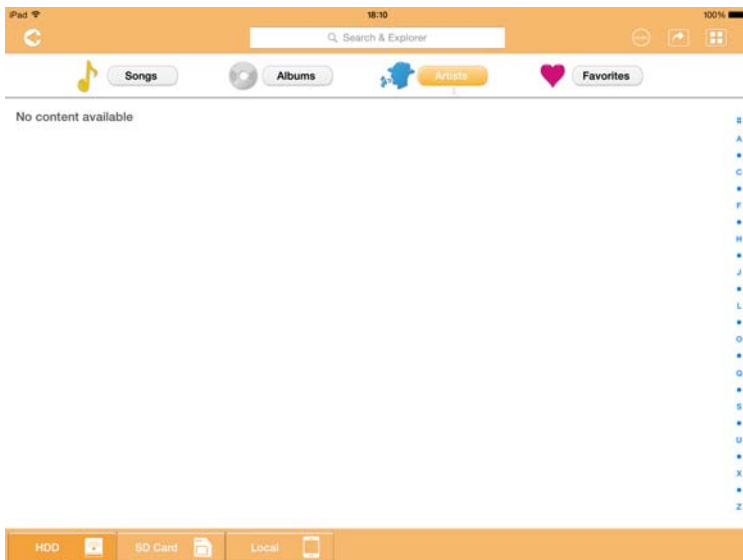 iPad 18:10 100%
Search & Explorer
Songs Albums Artists Favorites
No content available
#
A
C
F
H
J
L
O
Q
S
U
X
Z
HDD SD Card Local